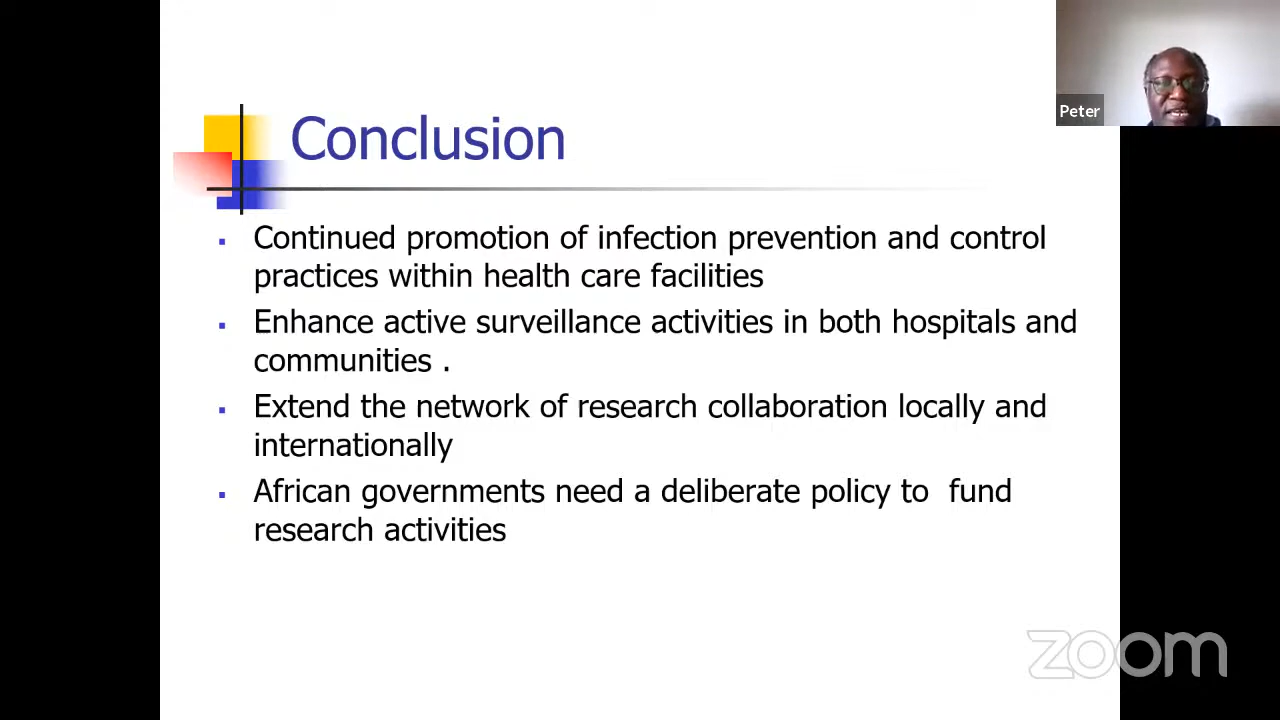 Peter
Conclusion
Continued promotion of infection prevention and control
practices within health care facilities
Enhance active surveillance activities in both hospitals and
communities .
Extend the network of research collaboration locally and
internationally
African governments need a deliberate policy to  fund
research activities
zoom